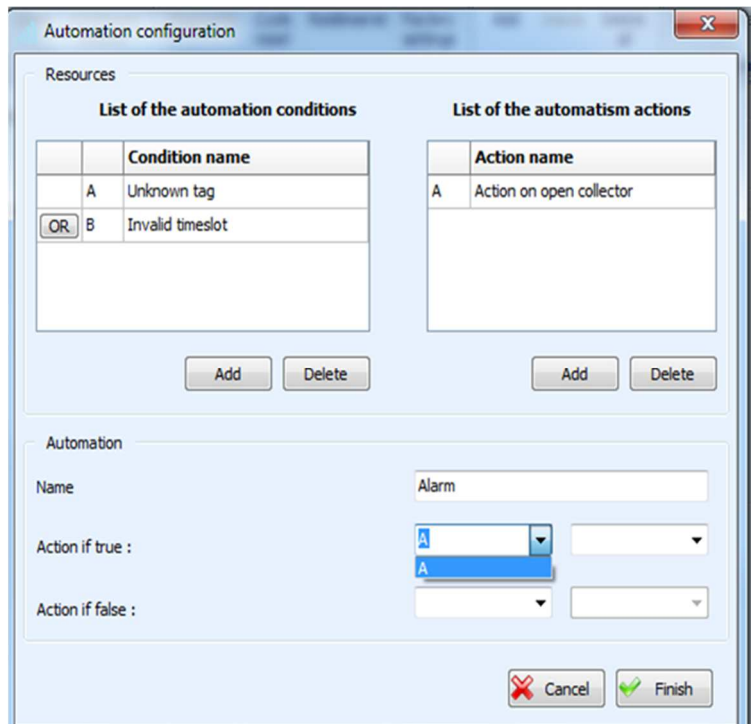 Automation configuration
Resources
List of the automation conditions
List of the automatism actions
Condition name
Action name
A Unknown tag
A Action on open collector
OR B Invalid timeslot
Add Delete
Add Delete
Automation
Name Alarm
Action if true : A
A
Action if false :
Cancel Finish